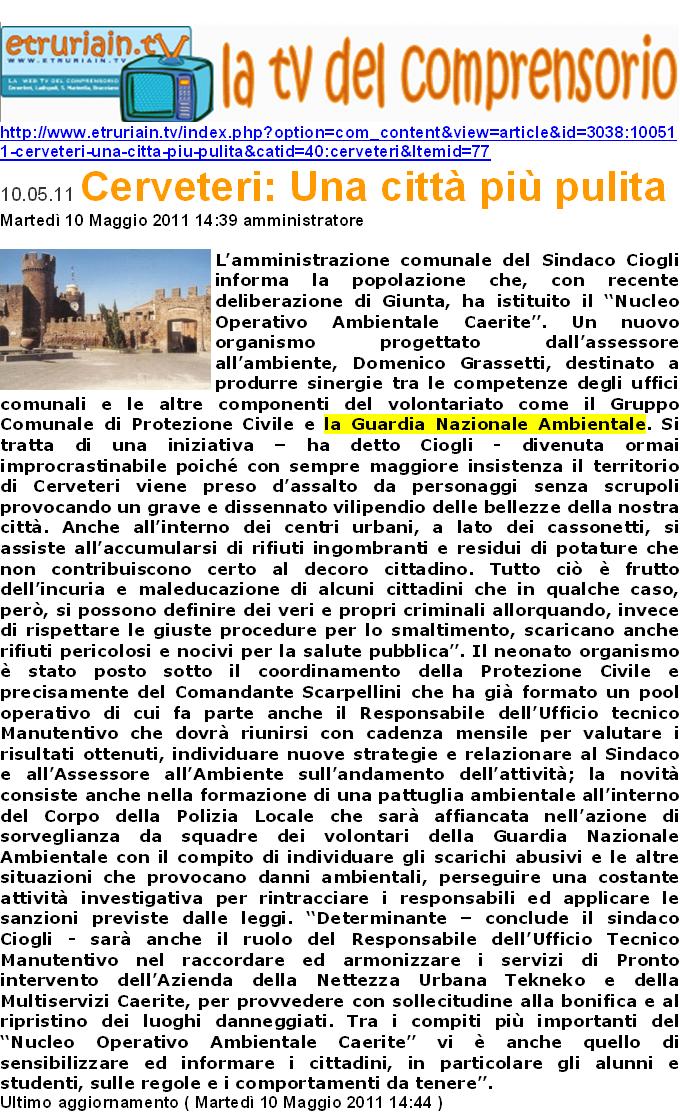 etruriain.tv
WWW.ETRURIAIN.TV
LA WEB TV DEL COMPRENSORIO
Cerveteri, Ladispoli, S. Marinella, Bracciano
la tv del comprensorio
http://www.etruriain.tv/index.php?option=com_content&view=article&id=3038:10051
1-cerveteri-una-citta-piu-pulita&catid=40:cerveteri&Itemid=77
10.05.11 Cerveteri: Una città più pulita
Martedì 10 Maggio 2011 14:39 amministratore
L’amministrazione comunale del Sindaco Ciogli
informa la popolazione che, con recente
deliberazione di Giunta, ha istituito il “Nucleo
Operativo Ambientale Caerite”. Un nuovo
organismo progettato dall’assessore
all’ambiente, Domenico Grassetti, destinato a
produrre sinergie tra le competenze degli uffici
comunali e le altre componenti del volontariato come il Gruppo
Comunale di Protezione Civile e la Guardia Nazionale Ambientale. Si
tratta di una iniziativa – ha detto Ciogli - divenuta ormai
improcrastinabile poiché con sempre maggiore insistenza il territorio
di Cerveteri viene preso d’assalto da personaggi senza scrupoli
provocando un grave e dissennato vilipendio delle bellezze della nostra
città. Anche all’interno dei centri urbani, a lato dei cassonetti, si
assiste all’accumularsi di rifiuti ingombranti e residui di potature che
non contribuiscono certo al decoro cittadino. Tutto ciò è frutto
dell’incuria e maleducazione di alcuni cittadini che in qualche caso,
però, si possono definire dei veri e propri criminali allorquando, invece
di rispettare le giuste procedure per lo smaltimento, scaricano anche
rifiuti pericolosi e nocivi per la salute pubblica”. Il neonato organismo
è stato posto sotto il coordinamento della Protezione Civile e
precisamente del Comandante Scarpellini che ha già formato un pool
operativo di cui fa parte anche il Responsabile dell’Ufficio tecnico
Manutentivo che dovrà riunirsi con cadenza mensile per valutare i
risultati ottenuti, individuare nuove strategie e relazionare al Sindaco
e all’Assessore all’Ambiente sull’andamento dell’attività; la novità
consiste anche nella formazione di una pattuglia ambientale all’interno
del Corpo della Polizia Locale che sarà affiancata nell’azione di
sorveglianza da squadre dei volontari della Guardia Nazionale
Ambientale con il compito di individuare gli scarichi abusivi e le altre
situazioni che provocano danni ambientali, perseguire una costante
attività investigativa per rintracciare i responsabili ed applicare le
sanzioni previste dalle leggi. “Determinante – conclude il sindaco
Ciogli - sarà anche il ruolo del Responsabile dell’Ufficio Tecnico
Manutentivo nel raccordare ed armonizzare i servizi di Pronto
intervento dell’Azienda della Nettezza Urbana Tekneko e della
Multiservizi Caerite, per provvedere con sollecitudine alla bonifica e al
ripristino dei luoghi danneggiati. Tra i compiti più importanti del
“Nucleo Operativo Ambientale Caerite” vi è anche quello di
sensibilizzare ed informare i cittadini, in particolare gli alunni e
studenti, sulle regole e i comportamenti da tenere”.
Ultimo aggiornamento ( Martedì 10 Maggio 2011 14:44 )